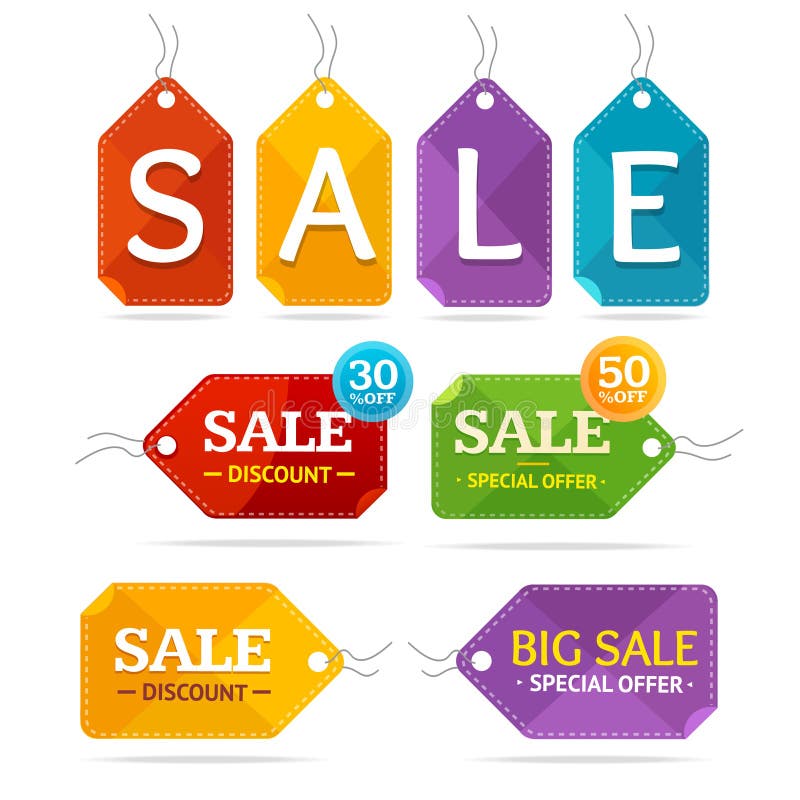 S A L E
30
%OFF
SALE
– DISCOUNT –
50
%OFF
SALE
· SPECIAL OFFER ·
SALE
– DISCOUNT –
BIG SALE
· SPECIAL OFFER ·